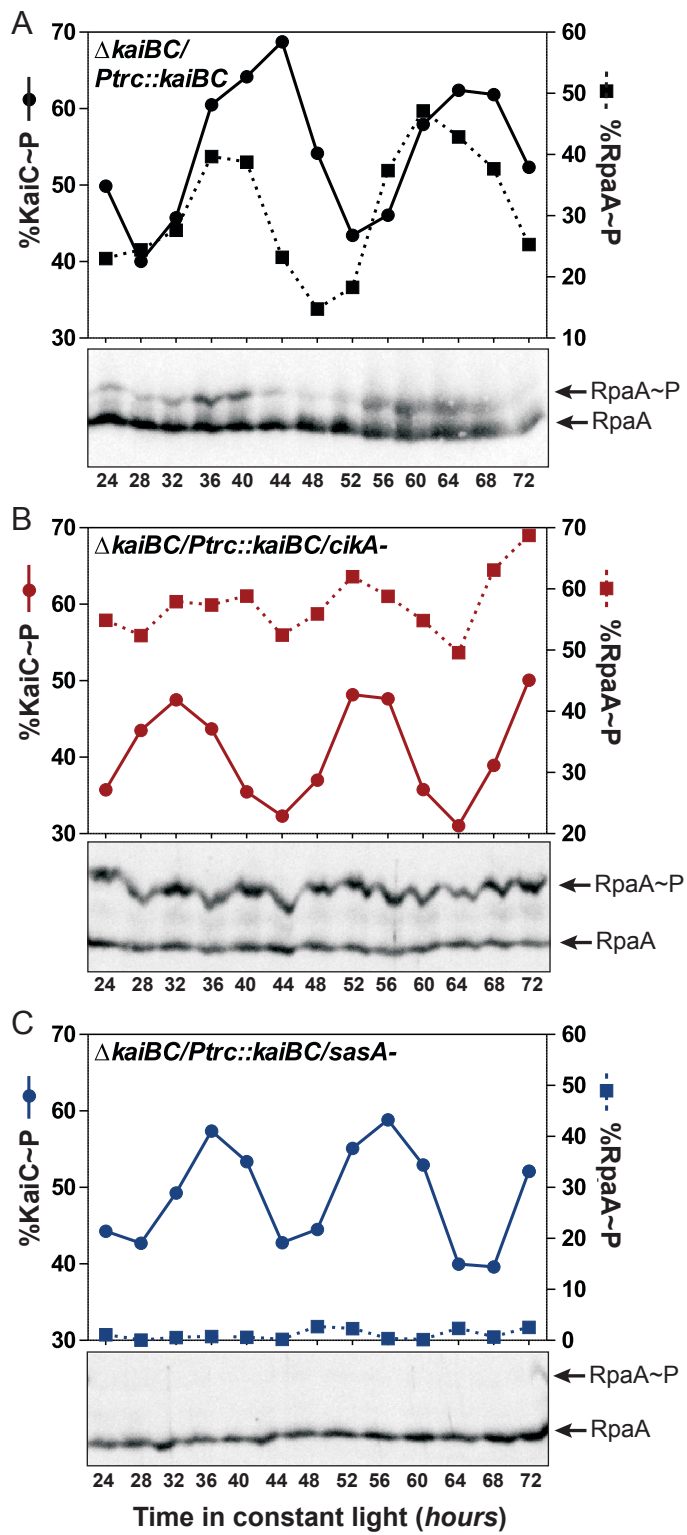 A
ΔkaiBC/
Ptrc::kaiBC
%KaiC~P
%RpaA~P
70
60
50
40
30
60
50
40
30
20
10
RpaA~P
RpaA
24 28 32 36 40 44 48 52 56 60 64 68 72
B
ΔkaiBC/Ptrc::kaiBC/cikA-
%KaiC~P
%RpaA~P
70
60
50
40
30
70
60
50
40
30
20
RpaA~P
RpaA
24 28 32 36 40 44 48 52 56 60 64 68 72
C
ΔkaiBC/Ptrc::kaiBC/sasA-
%KaiC~P
%RpaA~P
70
60
50
40
30
60
50
40
30
20
10
0
RpaA~P
RpaA
24 28 32 36 40 44 48 52 56 60 64 68 72
Time in constant light (hours)